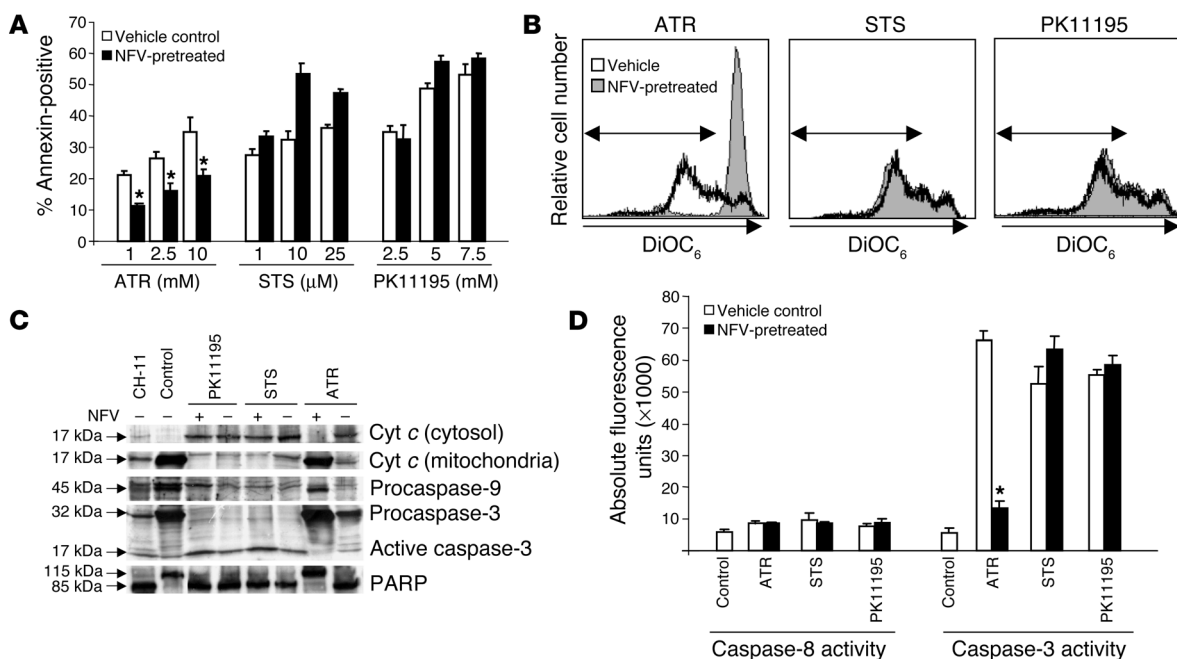 A
Vehicle control
NFV-pretreated
% Annexin-positive
70
60
50
40
30
20
10
0
1 2.5 10 1 10 25 2.5 5 7.5
ATR (mM) STS (μM) PK11195 (mM)
B
ATR STS PK11195
Vehicle
NFV-pretreated
Relative cell number
DiOC6 DiOC6 DiOC6
C
CH-11 Control PK11195 STS ATR
NFV – – + – + – + –
17 kDa Cyt c (cytosol)
17 kDa Cyt c (mitochondria)
45 kDa Procaspase-9
32 kDa Procaspase-3
17 kDa Active caspase-3
115 kDa
85 kDa PARP
D
Vehicle control
NFV-pretreated
Absolute fluorescence
units (×1000)
80
70
60
50
40
30
20
10
* * * *
Control ATR STS PK11195 Control ATR STS PK11195
Caspase-8 activity Caspase-3 activity